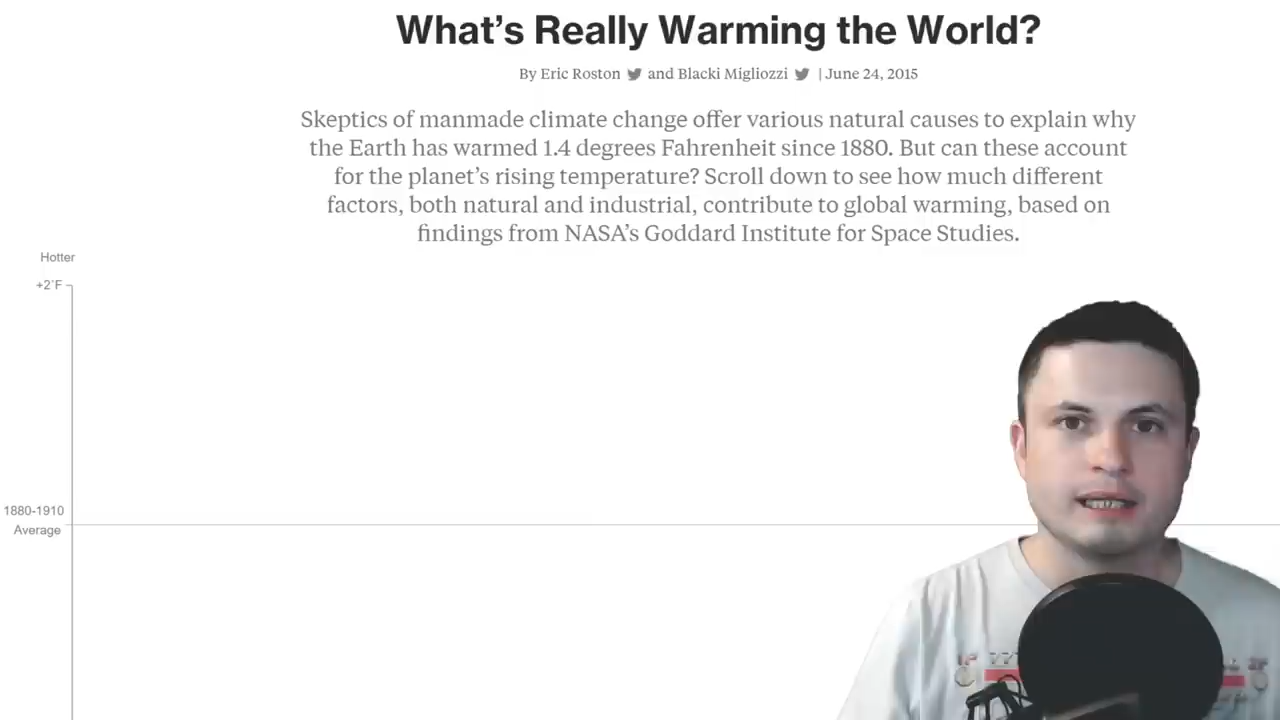 What's Really Warming the World?
By Eric Roston and Blacki Migliozzi | June 24, 2015
Skeptics of manmade climate change offer various natural causes to explain why
the Earth has warmed 1.4 degrees Fahrenheit since 1880. But can these account
for the planet's rising temperature? Scroll down to see how much different
factors, both natural and industrial, contribute to global warming, based on
findings from NASA's Goddard Institute for Space Studies.
Hotter
+2°F
1880-1910
Average